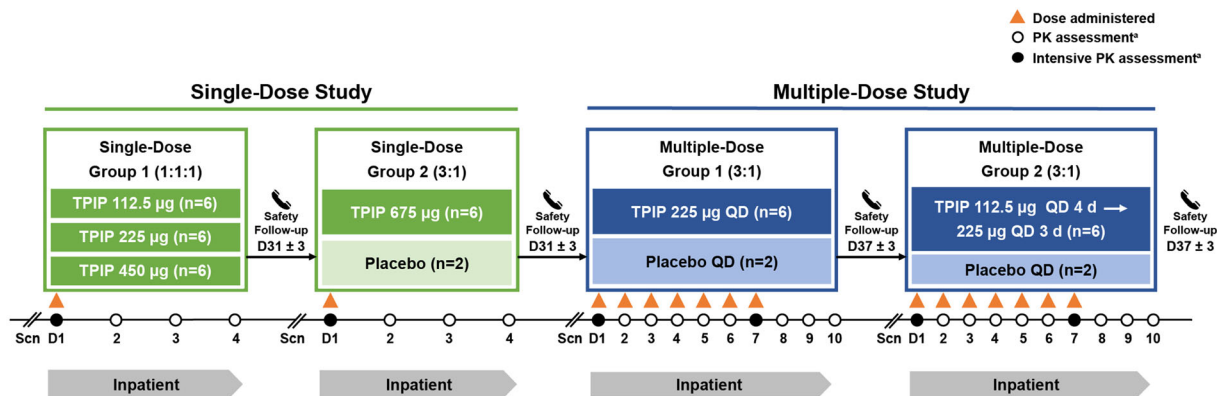 Dose administered
PK assessmentᵃ
Intensive PK assessmentᵃ
Single-Dose Study
Multiple-Dose Study
Single-Dose
Group 1 (1:1:1)
TPIP 112.5 µg (n=6)
TPIP 225 µg (n=6)
TPIP 450 µg (n=6)
Safety
Follow-up
D31 ± 3
Single-Dose
Group 2 (3:1)
TPIP 675 µg (n=6)
Placebo (n=2)
Safety
Follow-up
D31 ± 3
Multiple-Dose
Group 1 (3:1)
TPIP 225 µg QD (n=6)
Placebo QD (n=2)
Safety
Follow-up
D37 ± 3
Multiple-Dose
Group 2 (3:1)
TPIP 112.5 µg QD 4 d →
225 µg QD 3 d (n=6)
Placebo QD (n=2)
Safety
Follow-up
D37 ± 3
Scn D1 2 3 4
Scn D1 2 3 4
Scn D1 2 3 4 5 6 7 8 9 10
Scn D1 2 3 4 5 6 7 8 9 10
Inpatient
Inpatient
Inpatient
Inpatient